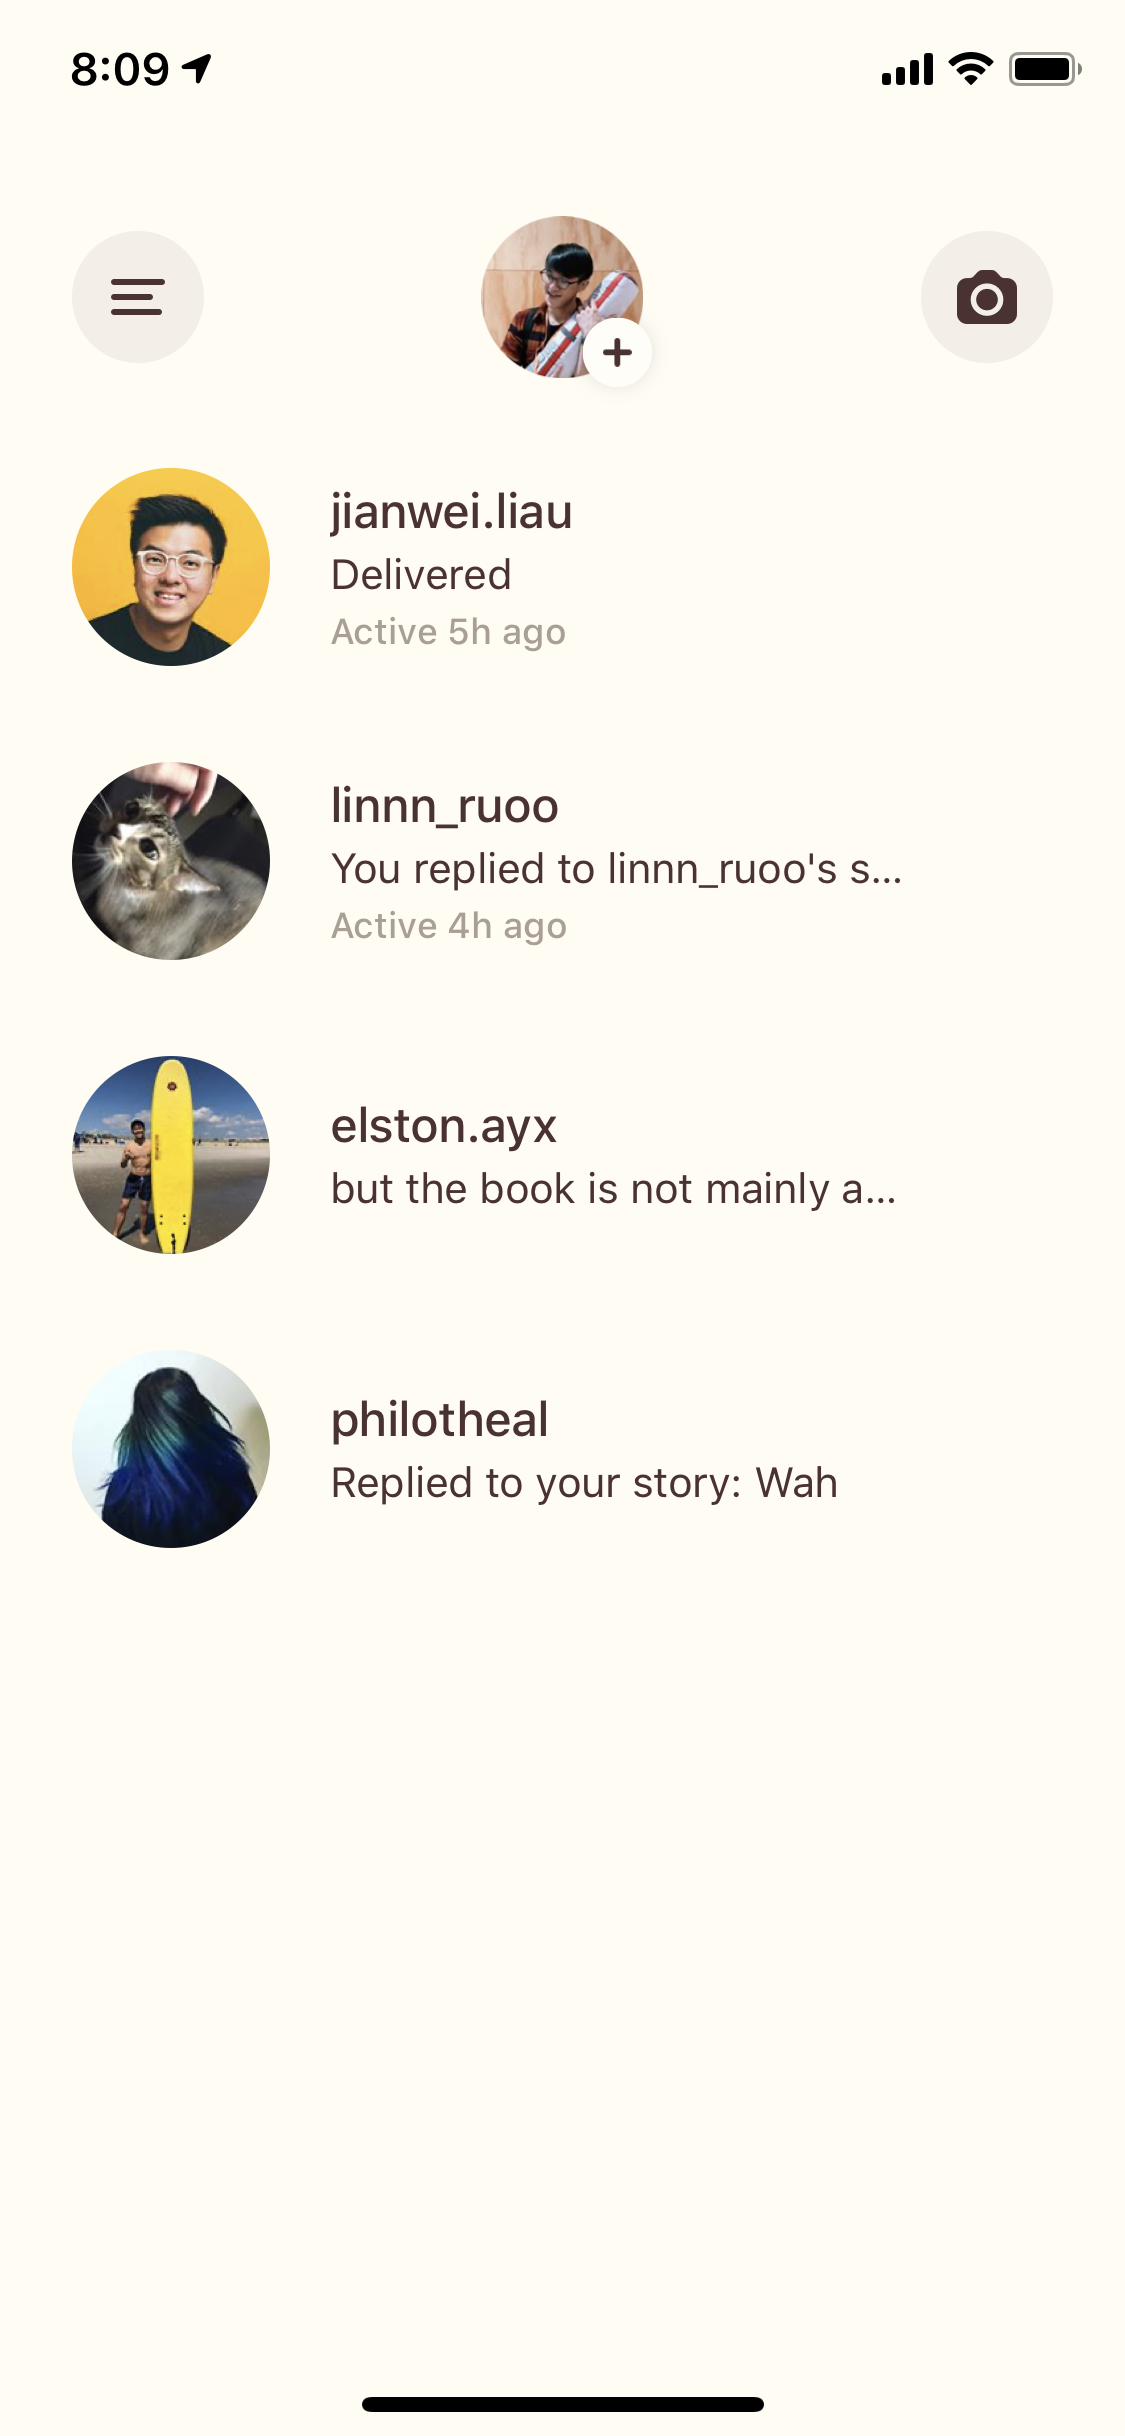 8:09
jianwei.liau
Delivered
Active 5h ago
linnn_ruoo
You replied to linnn_ruoo's s...
Active 4h ago
elston.ayx
but the book is not mainly a...
philotheal
Replied to your story: Wah